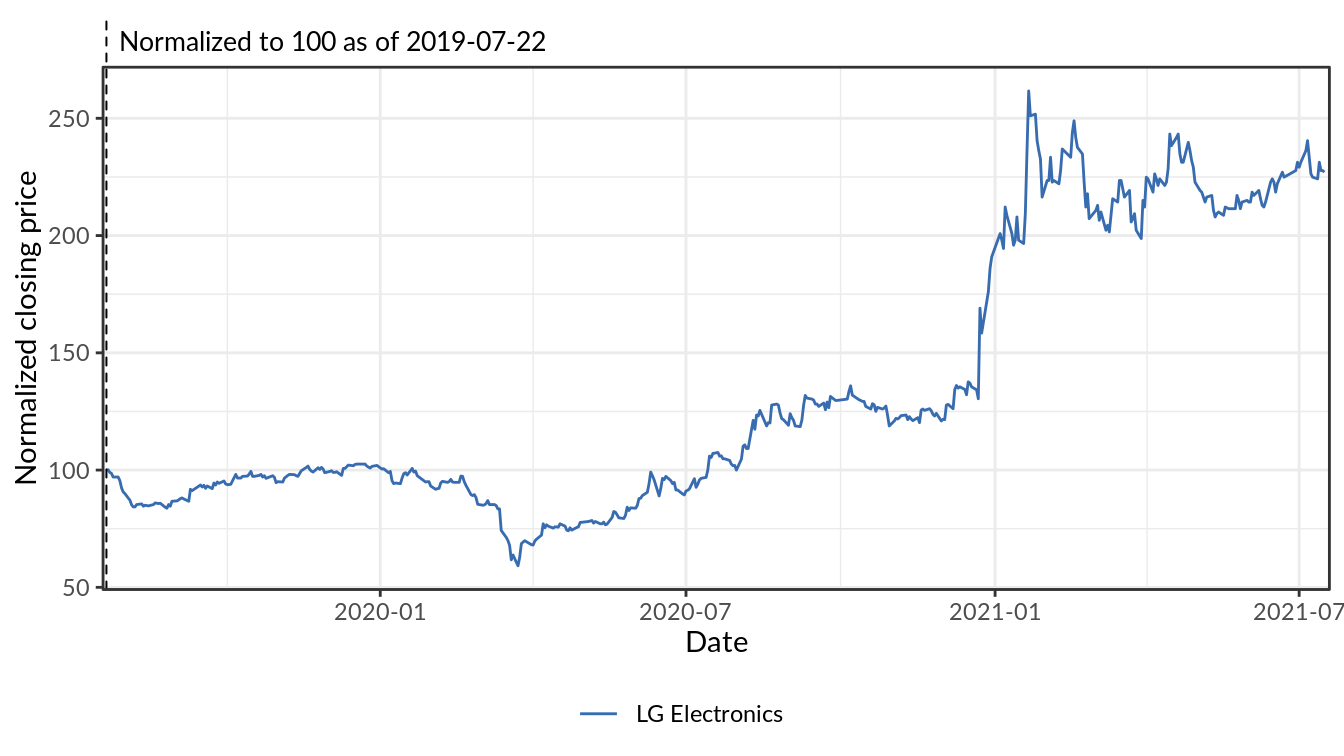 Normalized to 100 as of 2019-07-22
Normalized closing price
250
200
150
100
50
2020-01
2020-07
2021-01
2021-07
Date
LG Electronics